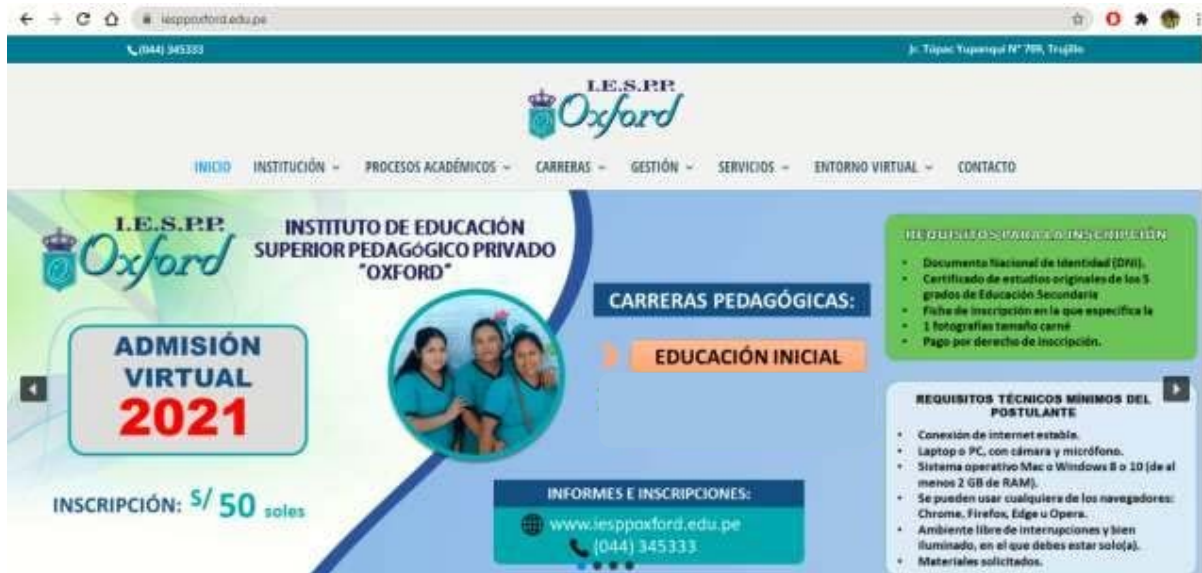 iesppoxford.edu.pe
(044) 345333
Jr. Túpac Yupanqui N° 709, Trujillo
I.E.S.P.P.
Oxford
INICIO INSTITUCIÓN PROCESOS ACADÉMICOS CARRERAS GESTIÓN SERVICIOS ENTORNO VIRTUAL CONTACTO
I.E.S.P.P.
Oxford
INSTITUTO DE EDUCACIÓN
SUPERIOR PEDAGÓGICO PRIVADO
"OXFORD"
ADMISIÓN
VIRTUAL
2021
INSCRIPCIÓN: S/ 50 soles
CARRERAS PEDAGÓGICAS:
EDUCACIÓN INICIAL
INFORMES E INSCRIPCIONES:
www.iesppoxford.edu.pe
(044) 345333
REQUISITOS PARA LA INSCRIPCIÓN
Documento Nacional de Identidad (DNI).
Certificado de estudios originales de los 5
grados de Educación Secundaria
Ficha de inscripción en la que especifica la
1 fotografías tamaño carné
Pago por derecho de inscripción.
REQUISITOS TÉCNICOS MÍNIMOS DEL
POSTULANTE
Conexión de internet estable.
Laptop o PC, con cámara y micrófono.
Sistema operativo Mac o Windows 8 o 10 (de al
menos 2 GB de RAM).
Se pueden usar cualquiera de los navegadores:
Chrome, Firefox, Edge u Opera.
Ambiente libre de interrupciones y bien
iluminado, en el que debes estar solo(a).
Materiales solicitados.